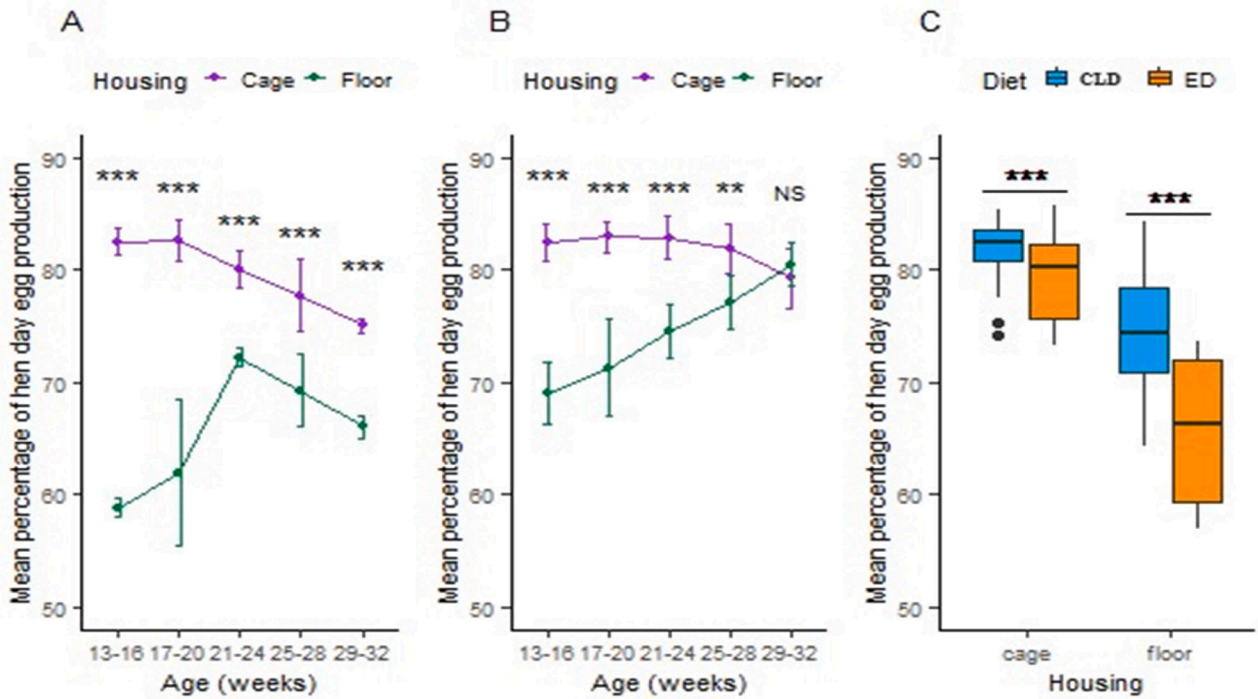 A
Housing Cage Floor
Mean percentage of hen day egg production
90
80
70
60
50
*** *** *** *** ***
13-16 17-20 21-24 25-28 29-32
Age (weeks)
B
Housing Cage Floor
Mean percentage of hen day egg production
90
80
70
60
50
*** *** *** ** NS
13-16 17-20 21-24 25-28 29-32
Age (weeks)
C
Diet CLD ED
Mean percentage of hen day egg production
90
80
70
60
50
*** ***
cage floor
Housing